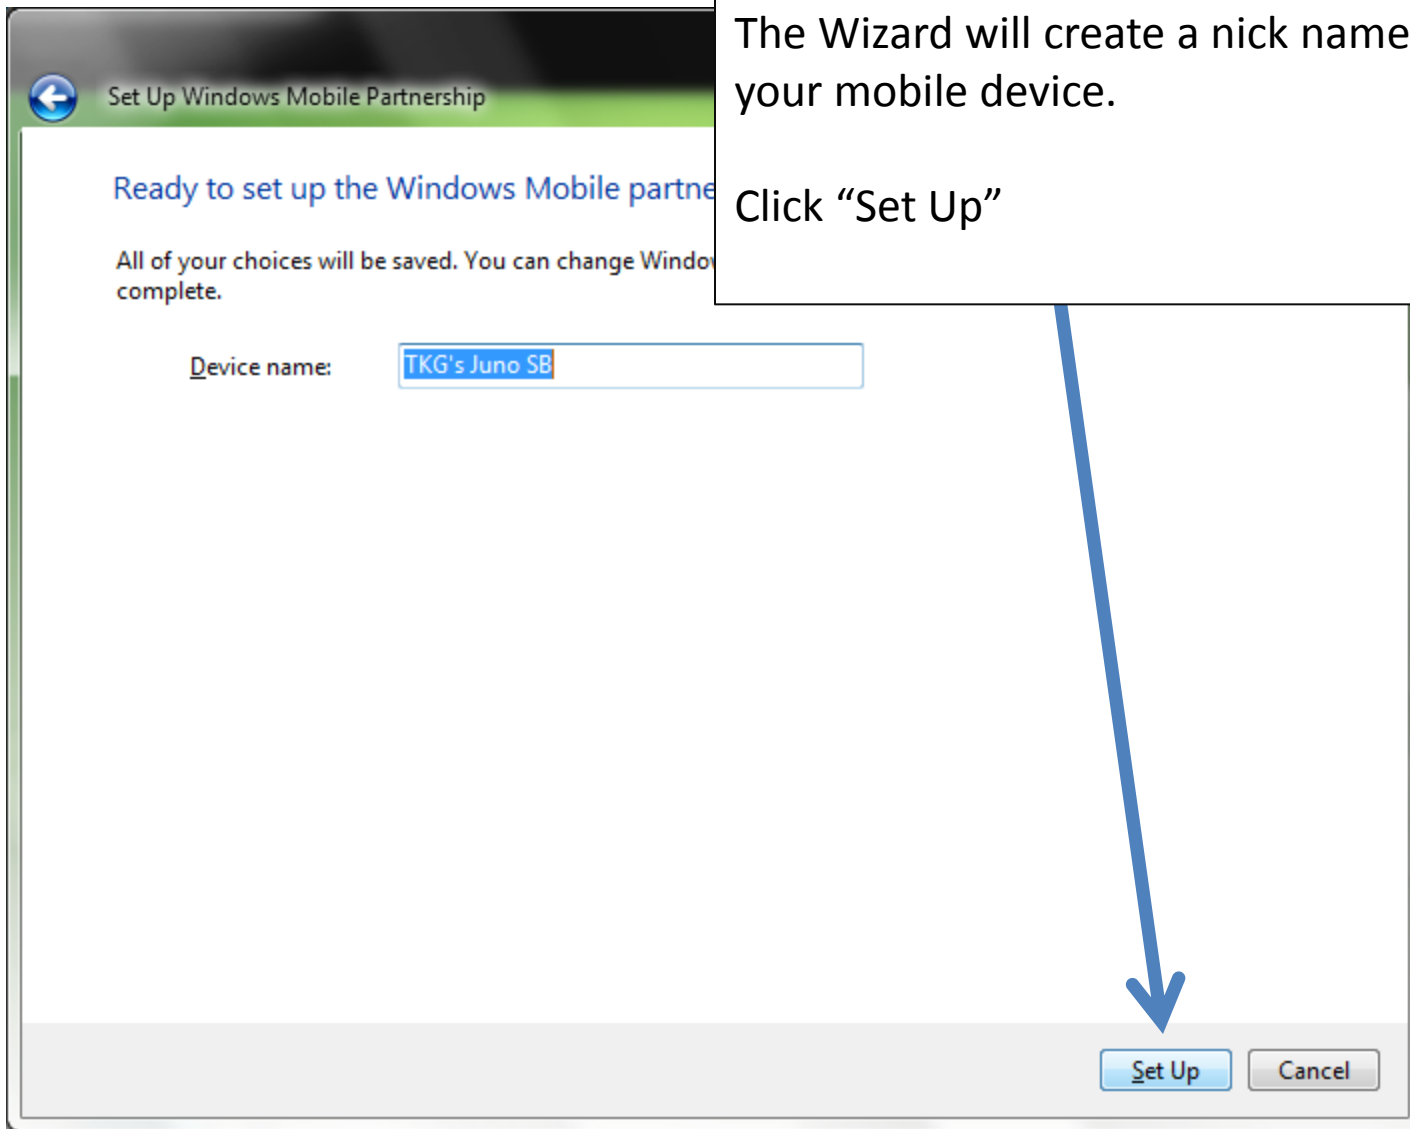 The Wizard will create a nick name
your mobile device.
Click “Set Up”
Set Up Windows Mobile Partnership
Ready to set up the Windows Mobile partne
All of your choices will be saved. You can change Window
complete.
Device name: TKG's Juno SB
Set Up Cancel